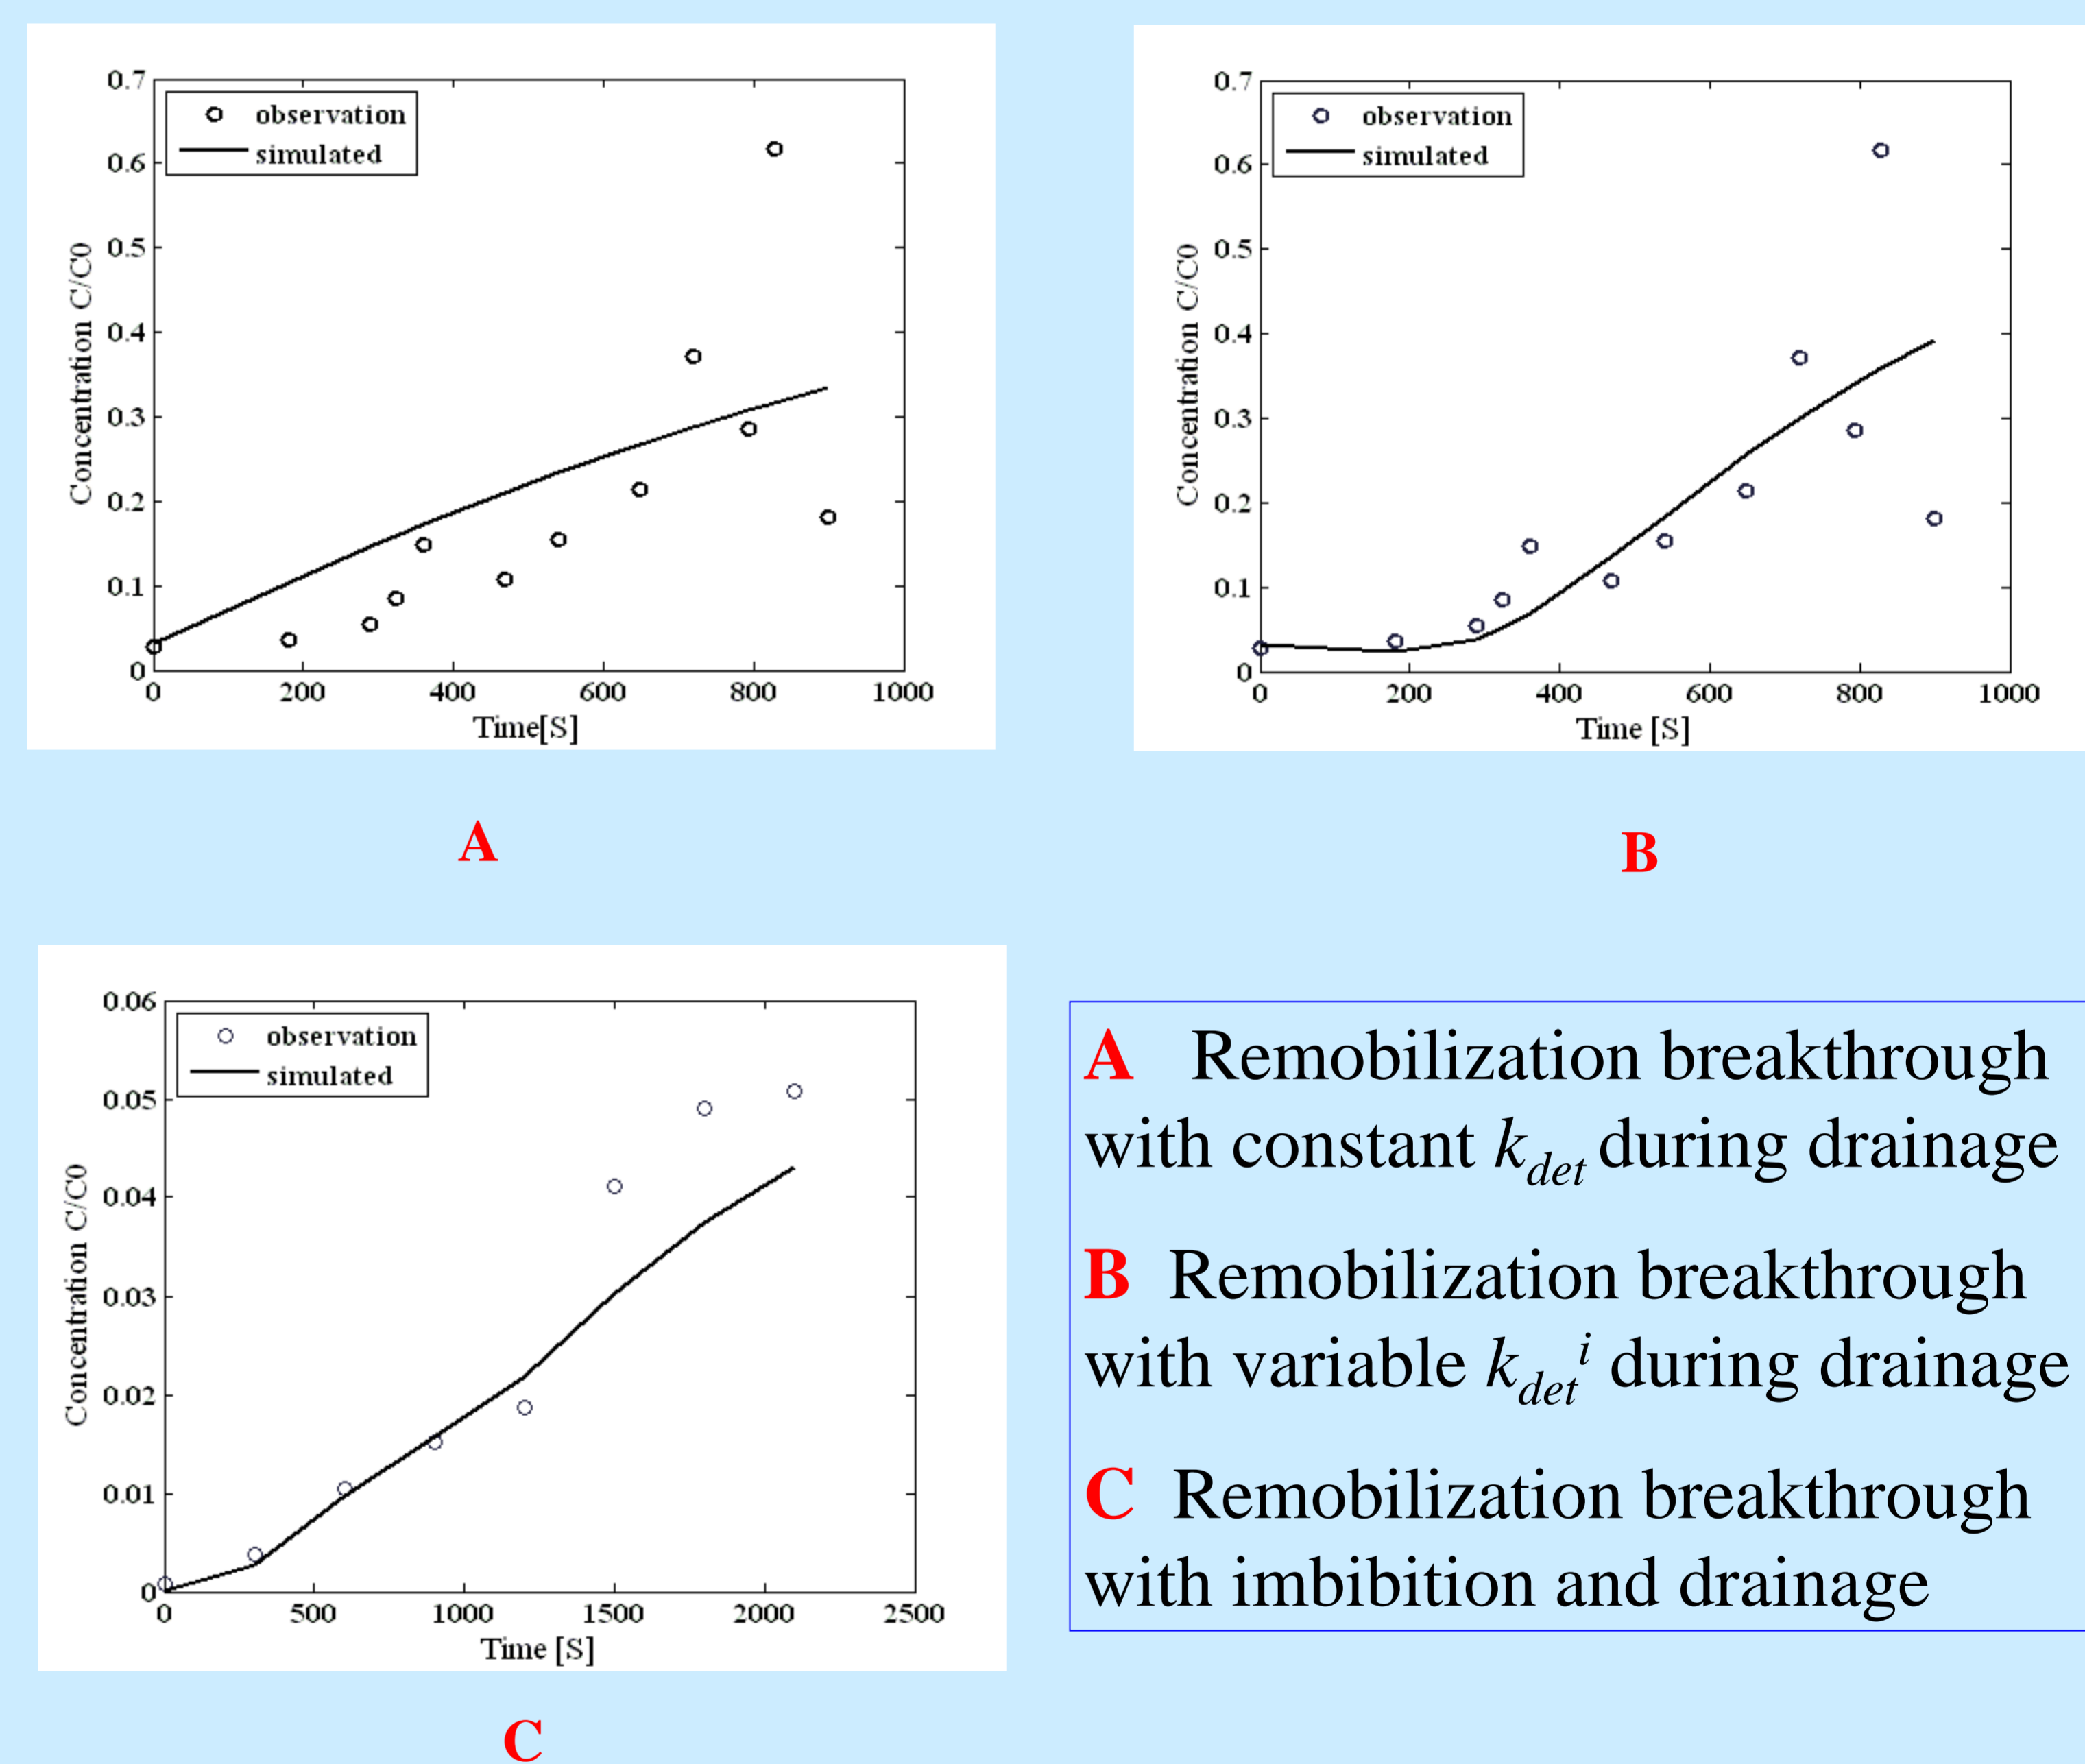 0.7
0.6
0.5
0.4
0.3
0.2
0.1
0
observation
simulated
Concentration C/C0
0 200 400 600 800 1000
Time[S]
A
0.7
0.6
0.5
0.4
0.3
0.2
0.1
0
observation
simulated
Concentration C/C0
0 200 400 600 800 1000
Time [S]
B
0.06
0.05
0.04
0.03
0.02
0.01
0
observation
simulated
Concentration C/C0
0 500 1000 1500 2000 2500
Time [S]
C
A Remobilization breakthrough
with constant k_det during drainage
B Remobilization breakthrough
with variable k_det^i during drainage
C Remobilization breakthrough
with imbibition and drainage